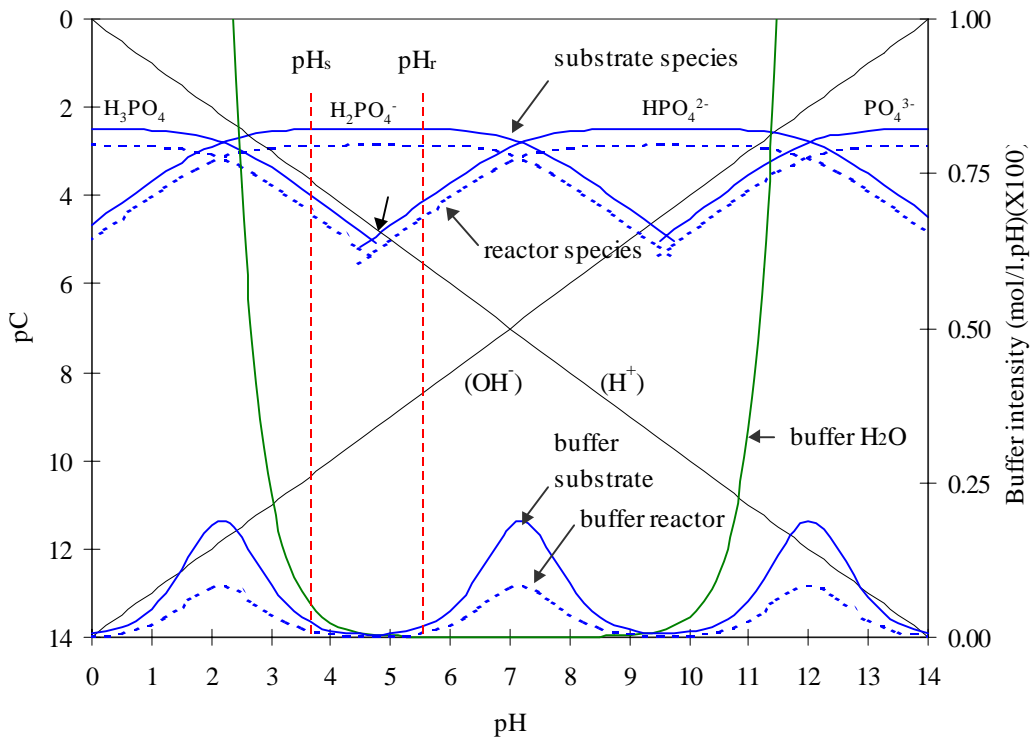 0
2
4
6
8
10
12
14
pC
pHₛ
pHᵣ
substrate species
H₃PO₄
H₂PO₄⁻
HPO₄²⁻
PO₄³⁻
reactor species
(OH⁻)
(H⁺)
buffer H₂O
buffer
substrate
buffer reactor
1.00
0.75
0.50
0.25
0.00
Buffer intensity (mol/l.pH)(X100)
0 1 2 3 4 5 6 7 8 9 10 11 12 13 14
pH